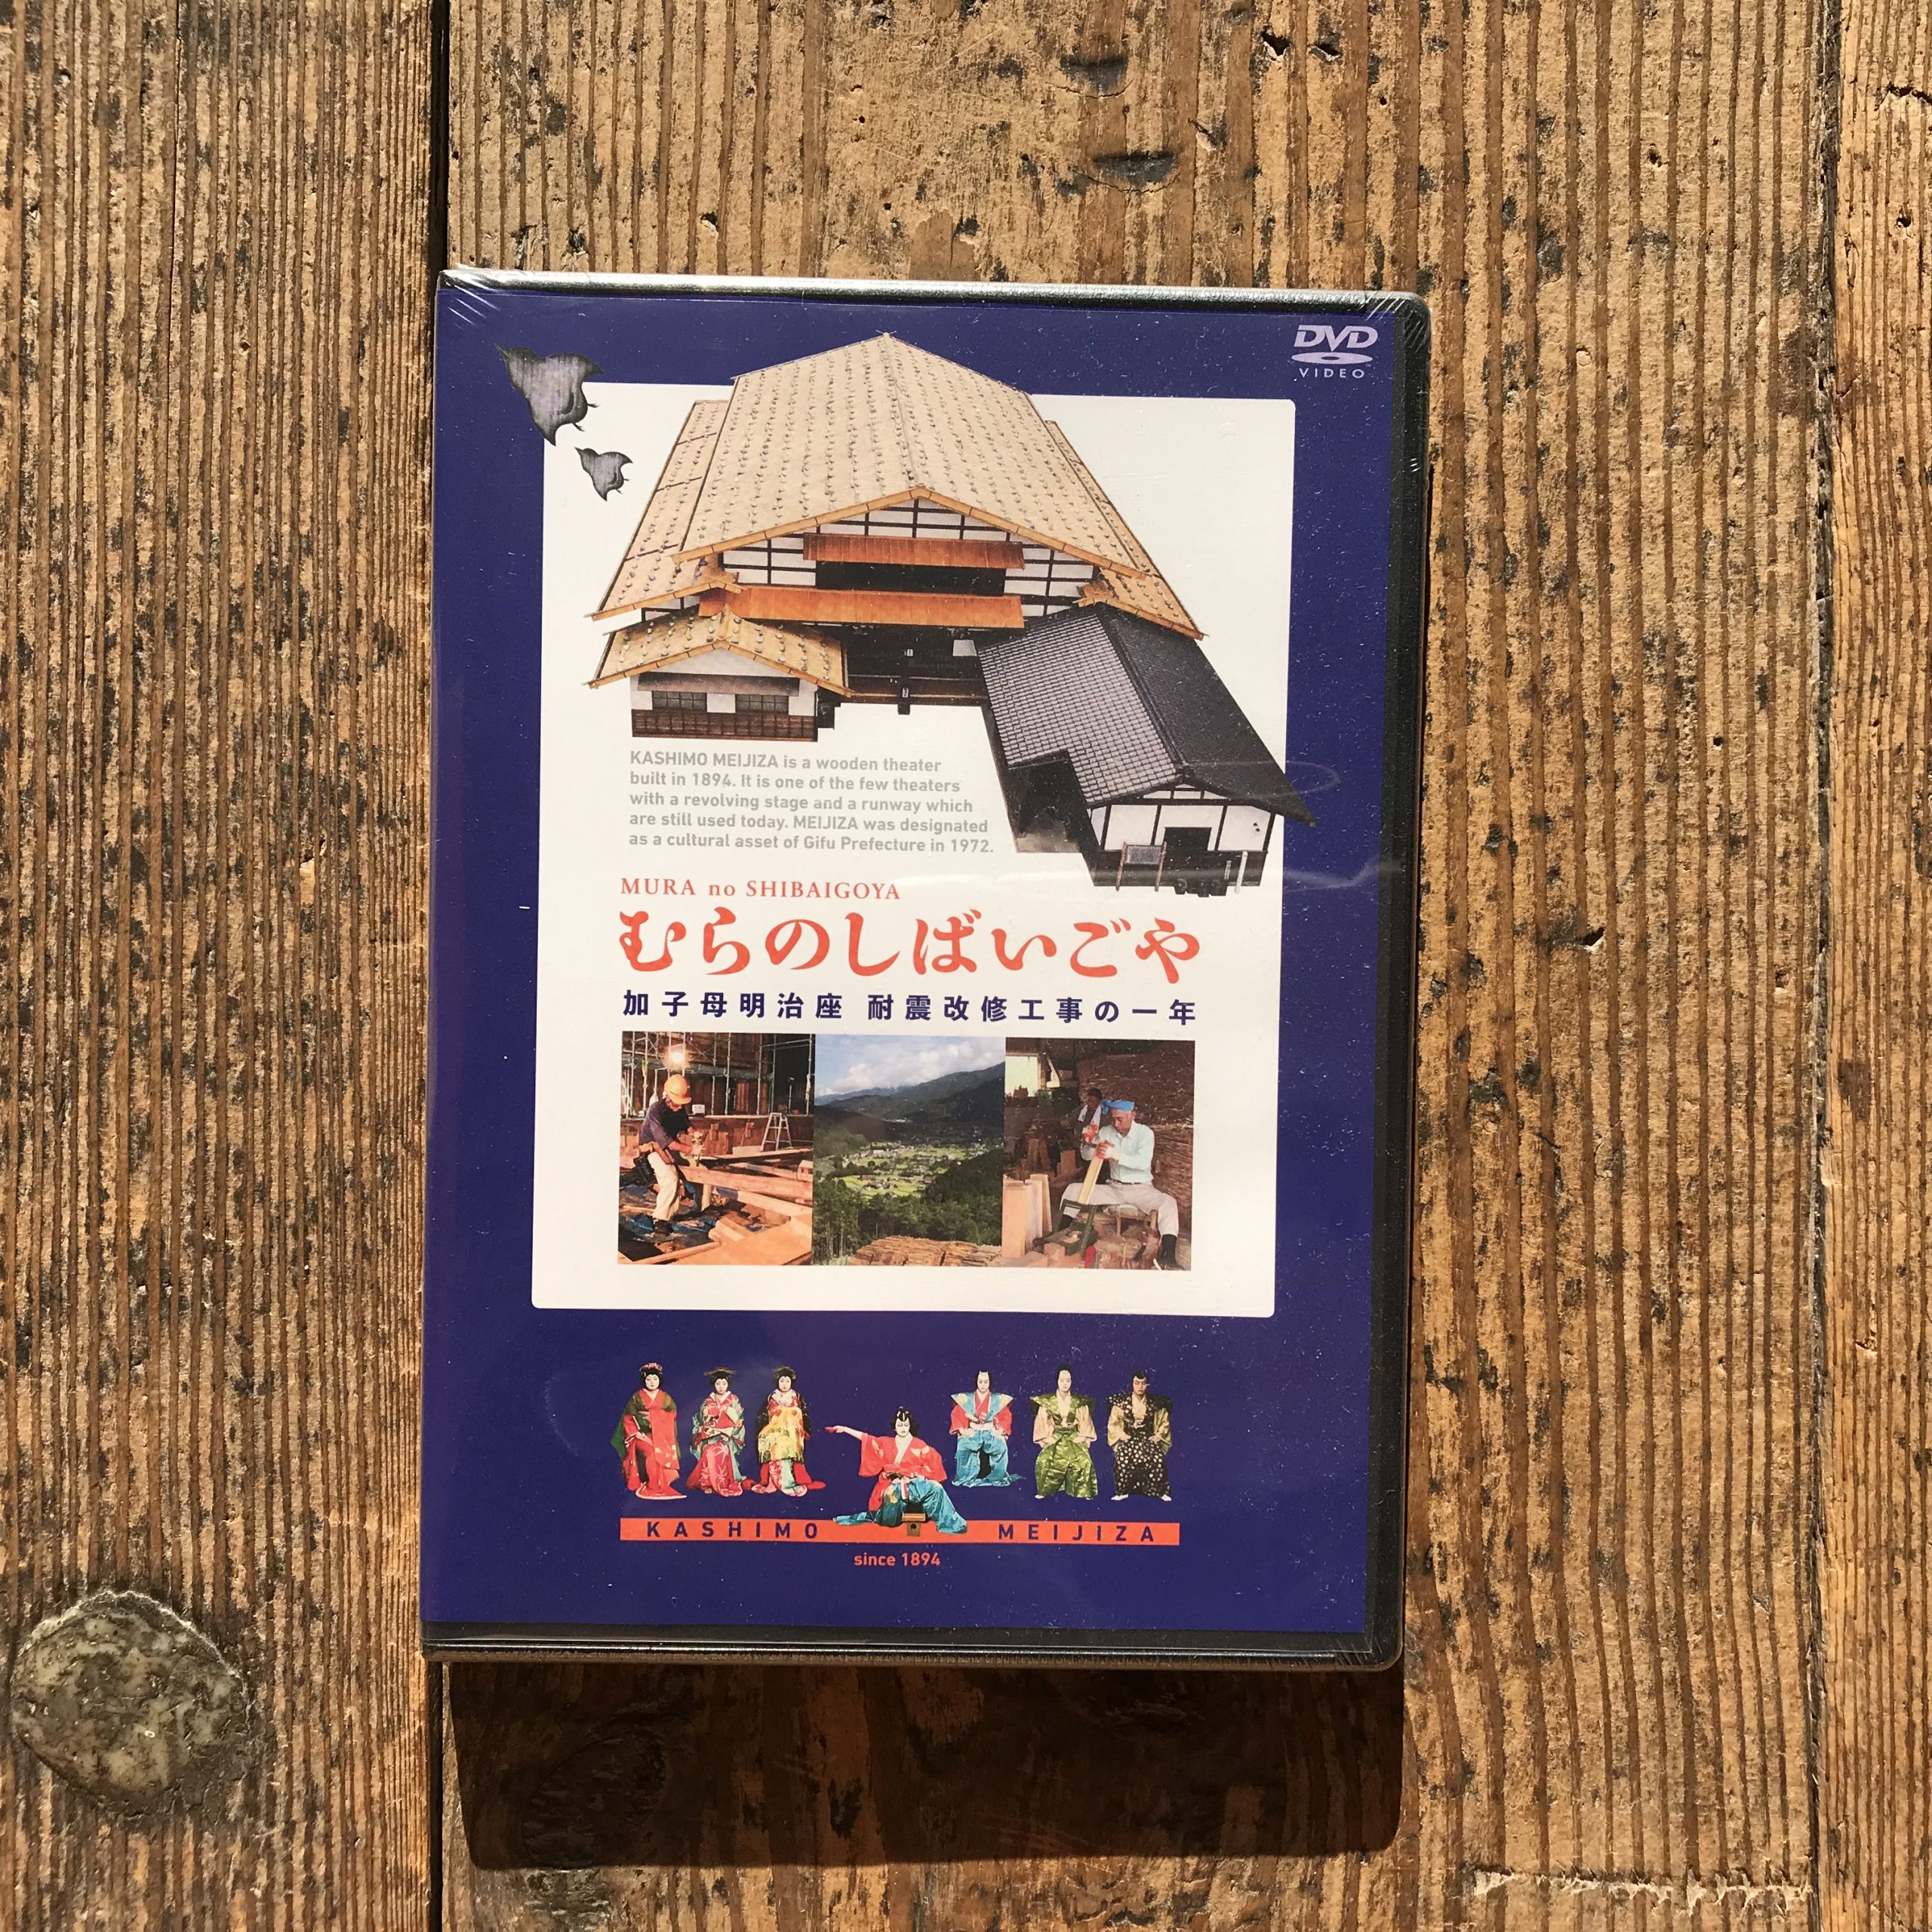 DVD
VIDEO
KASHIMO MEIJIZA is a wooden theater
built in 1894. It is one of the few theaters
with a revolving stage and a runway which
are still used today. MEIJIZA was designated
as a cultural asset of Gifu Prefecture in 1972.
MURA no SHIBAIGOYA
むらのしばいごや
加子母明治座 耐震改修工事の一年
KASHIMO MEIJIZA
since 1894